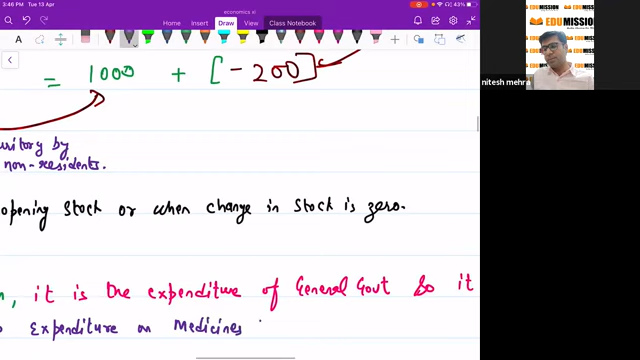 3:46 PM Tue 13 Apr
economics xi
43%
Home Insert Draw View Class Notebook
EDUMISSION
= 1000 + [-200]
nitesh mehra
by
non-residents.
opening stock or when change in stock is zero.
it is the expenditure of General Govt So it
Expenditure on Medicines